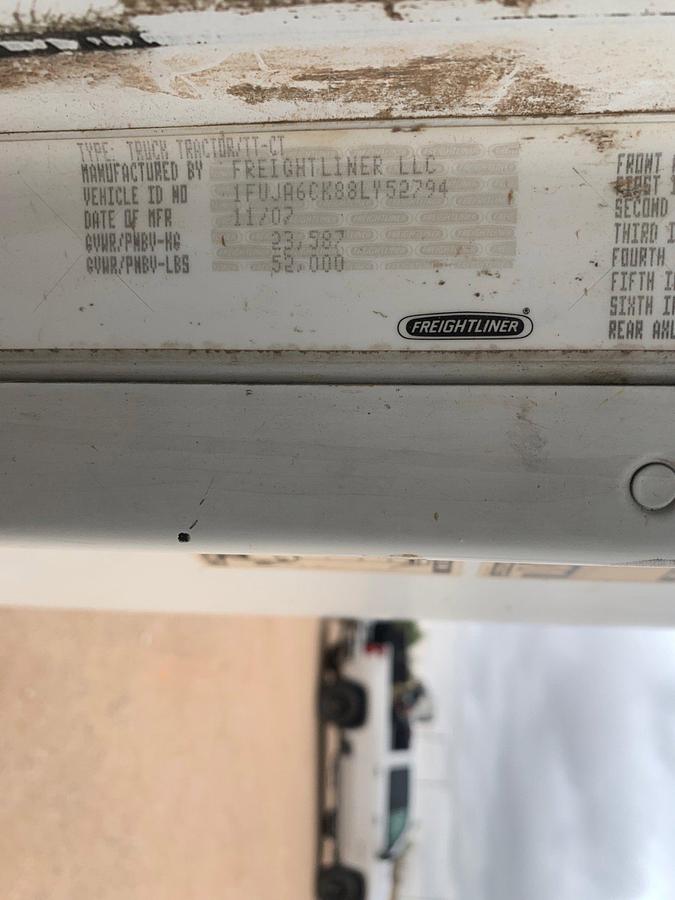 TYPE: TRUCK TRACTOR/TT-CT
MANUFACTURED BY FREIGHTLINER LLC
VEHICLE ID NO 1FUJA6CK88LY52794
DATE OF MFR 11/07
GVWR/PNBV-KG 23,587
GVWR/PNBV-LBS 52,000
FREIGHTLINER
FRONT
FIRST
SECOND
THIRD
FOURTH
FIFTH
SIXTH
REAR